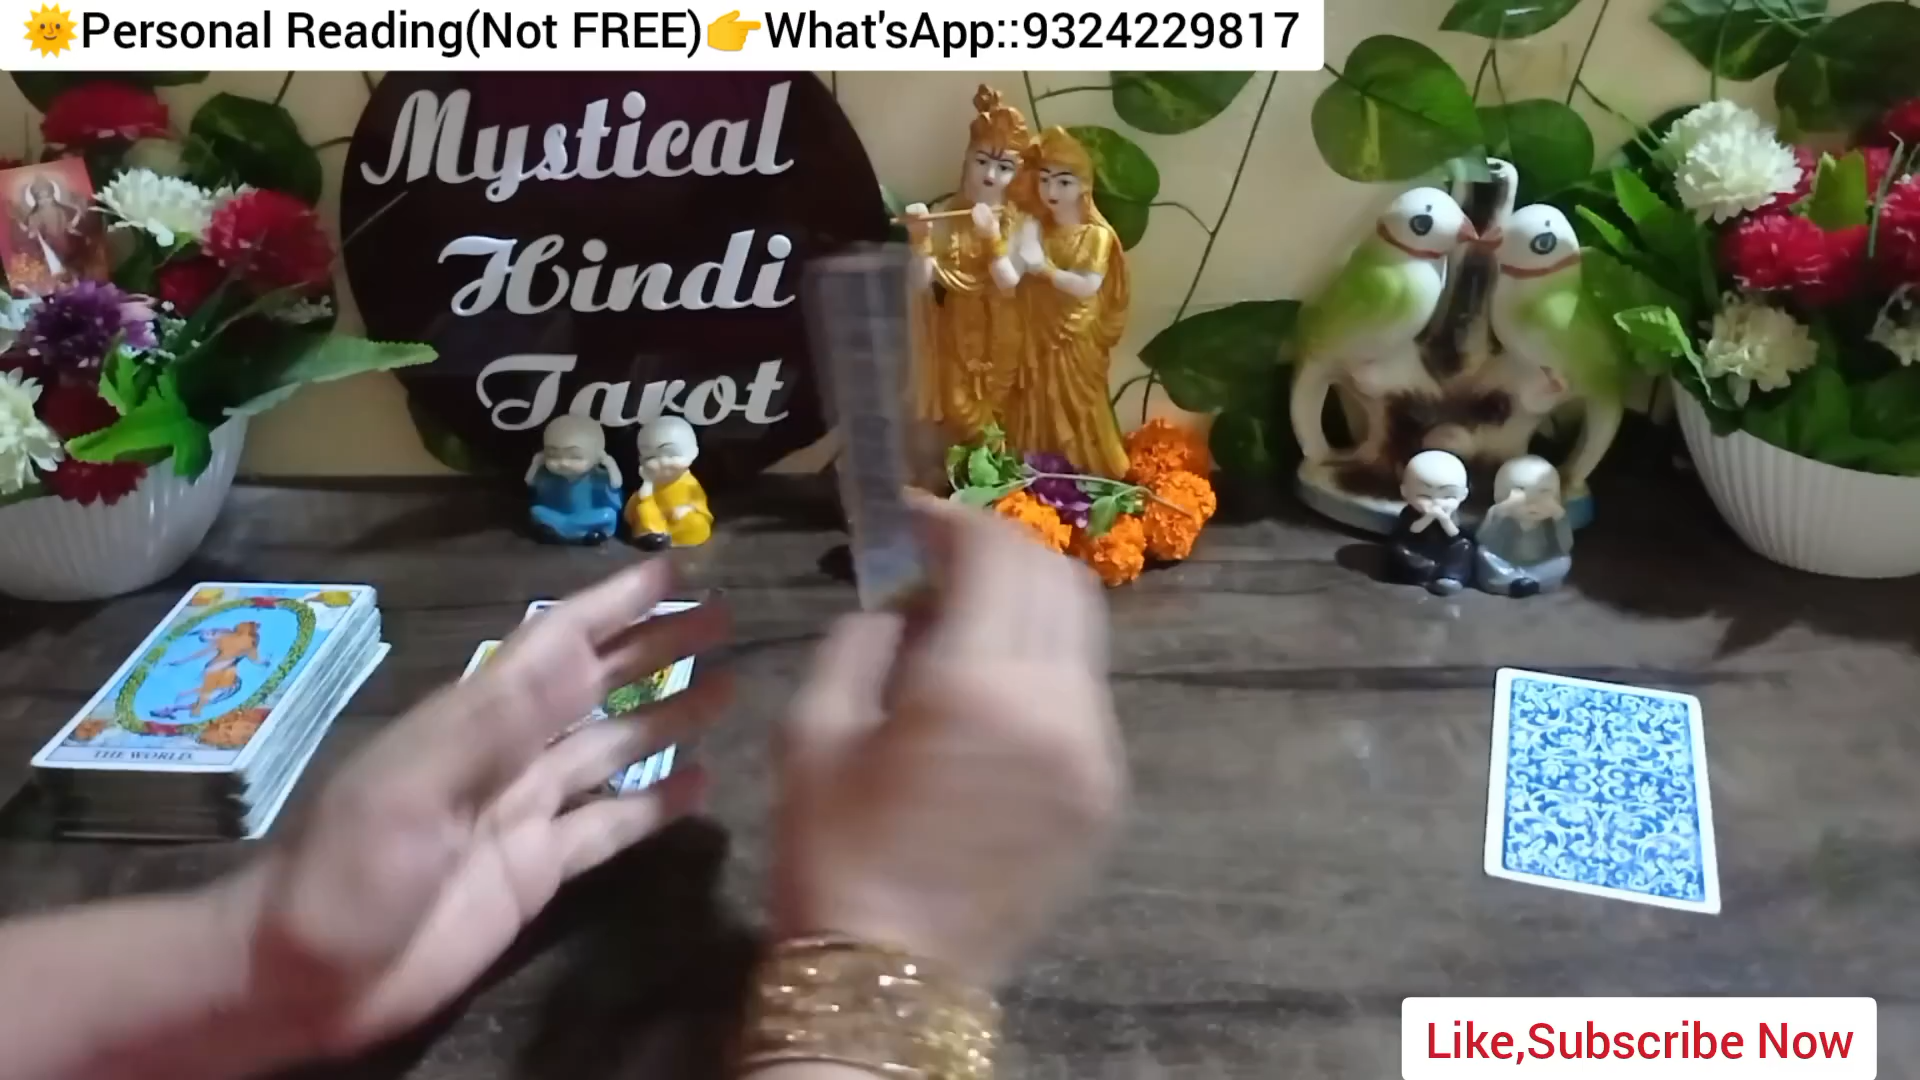 🌞Personal Reading(Not FREE)👉What'sApp::9324229817
Mystical
Hindi
Tarot
THE WORLD.
Like,Subscribe Now